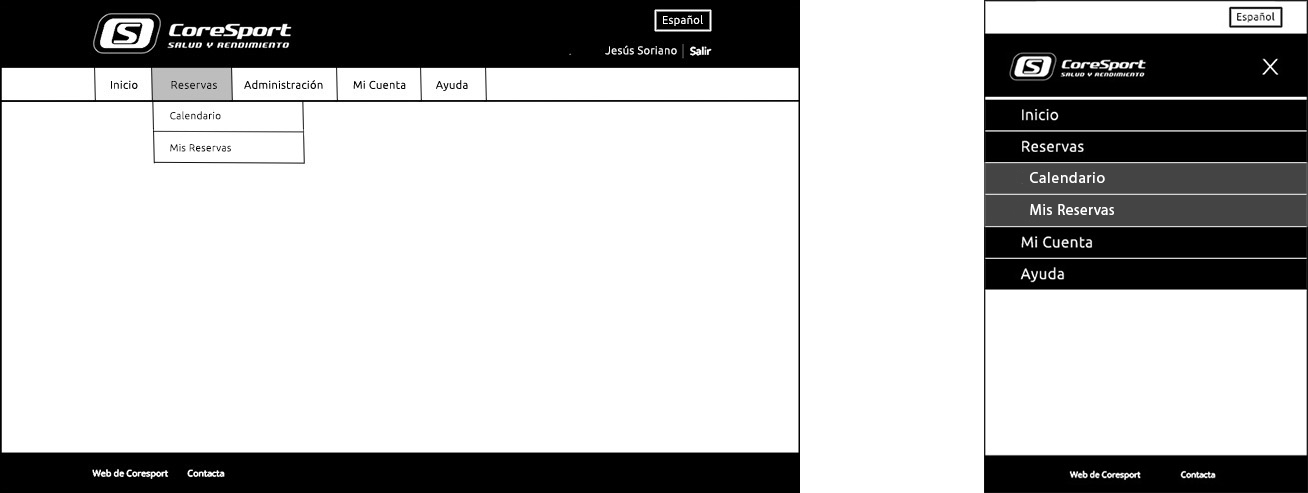 S CoreSport
SALUD Y RENDIMIENTO
Español
Jesús Soriano | Salir
Inicio Reservas Administración Mi Cuenta Ayuda
Calendario
Mis Reservas
Web de Coresport Contacta
Español
S CoreSport X
SALUD Y RENDIMIENTO
Inicio
Reservas
Calendario
Mis Reservas
Mi Cuenta
Ayuda
Web de Coresport Contacta